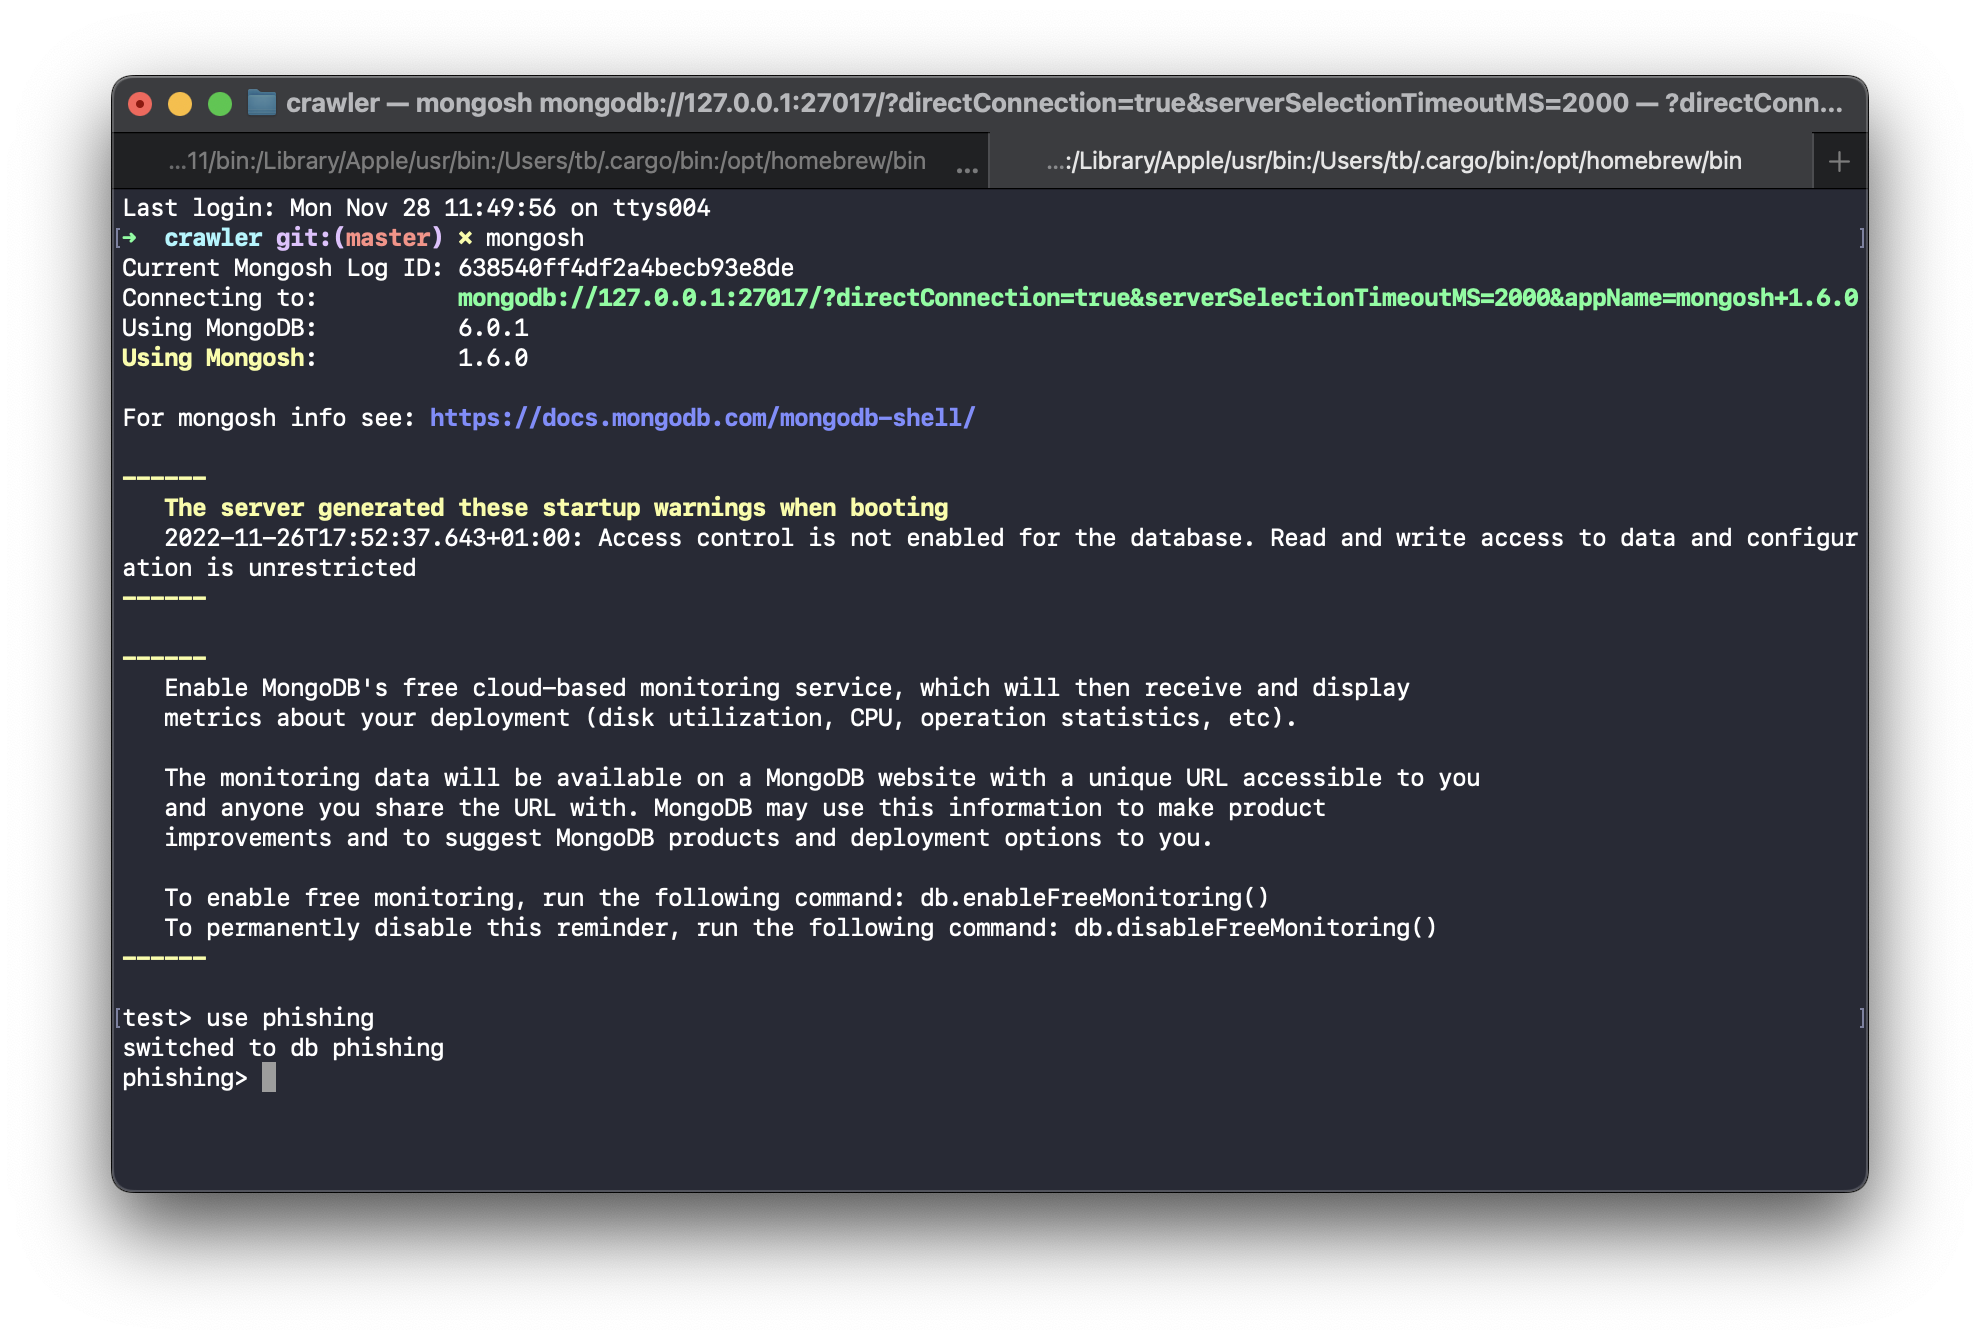 crawler — mongosh mongodb://127.0.0.1:27017/?directConnection=true&serverSelectionTimeoutMS=2000 — ?directConn...
...11/bin:/Library/Apple/usr/bin:/Users/tb/.cargo/bin:/opt/homebrew/bin ...
...:/Library/Apple/usr/bin:/Users/tb/.cargo/bin:/opt/homebrew/bin +
Last login: Mon Nov 28 11:49:56 on ttys004
[➜  crawler git:(master) × mongosh ]
Current Mongosh Log ID: 638540ff4df2a4becb93e8de
Connecting to:          mongodb://127.0.0.1:27017/?directConnection=true&serverSelectionTimeoutMS=2000&appName=mongosh+1.6.0
Using MongoDB:          6.0.1
Using Mongosh:          1.6.0
For mongosh info see: https://docs.mongodb.com/mongodb-shell/
------
The server generated these startup warnings when booting
2022-11-26T17:52:37.643+01:00: Access control is not enabled for the database. Read and write access to data and configur
ation is unrestricted
------
------
Enable MongoDB's free cloud-based monitoring service, which will then receive and display
metrics about your deployment (disk utilization, CPU, operation statistics, etc).
The monitoring data will be available on a MongoDB website with a unique URL accessible to you
and anyone you share the URL with. MongoDB may use this information to make product
improvements and to suggest MongoDB products and deployment options to you.
To enable free monitoring, run the following command: db.enableFreeMonitoring()
To permanently disable this reminder, run the following command: db.disableFreeMonitoring()
------
[test> use phishing ]
switched to db phishing
phishing>